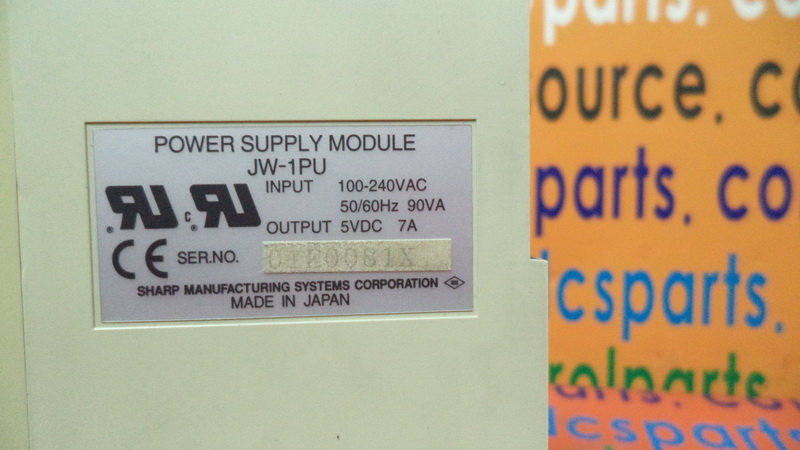 POWER SUPPLY MODULE
JW-1PU
INPUT 100-240VAC
50/60Hz 90VA
OUTPUT 5VDC 7A
SER.NO.
SHARP MANUFACTURING SYSTEMS CORPORATION
MADE IN JAPAN
parts. co
ource. co
parts. co
csparts.
rolparts
csparts